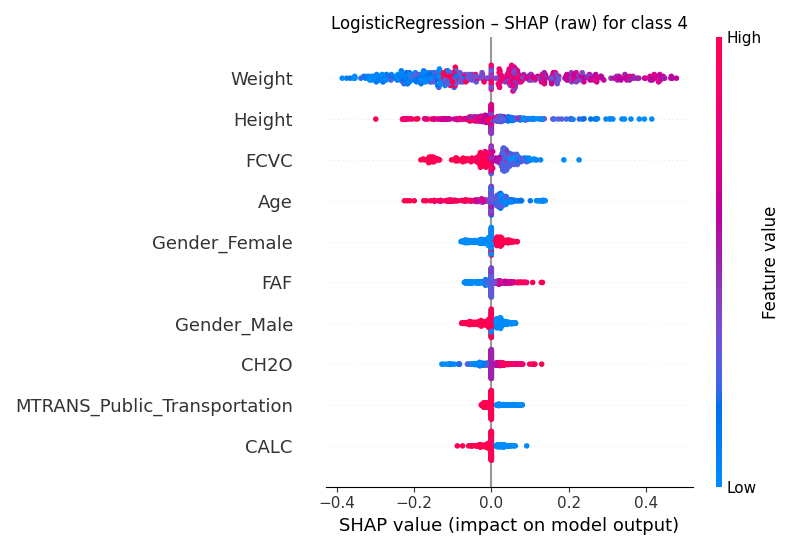 LogisticRegression – SHAP (raw) for class 4
High
Weight
Height
FCVC
Age
Gender_Female
FAF
Gender_Male
CH2O
MTRANS_Public_Transportation
CALC
Feature value
Low
−0.4 −0.2 0.0 0.2 0.4
SHAP value (impact on model output)